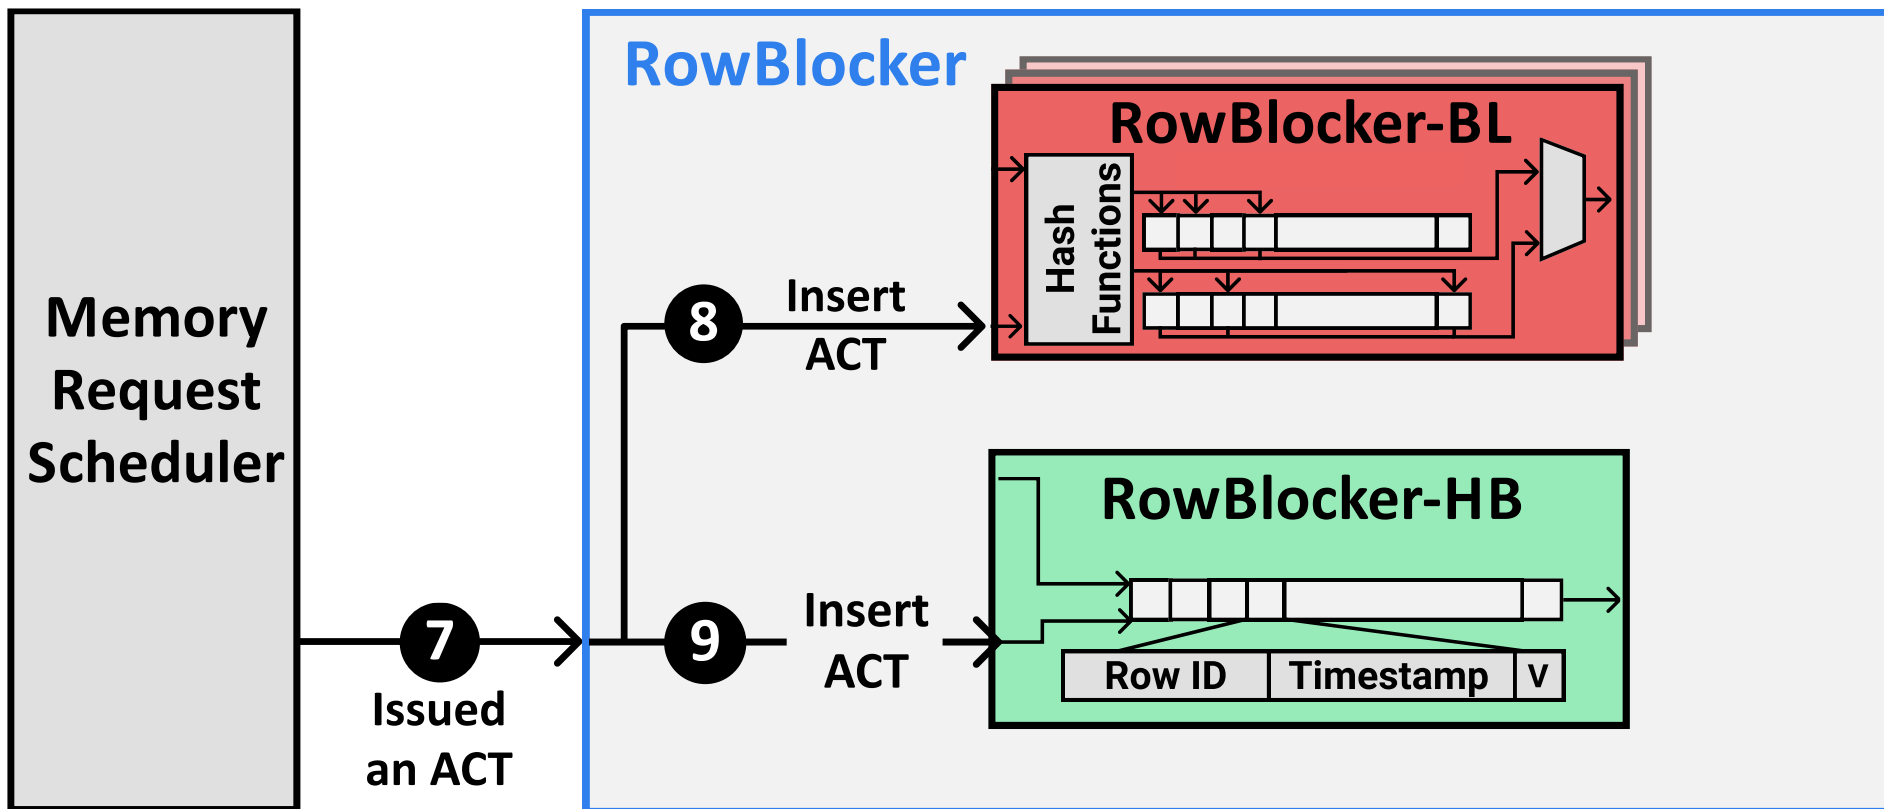 Memory
Request
Scheduler
7
Issued
an ACT
RowBlocker
8
Insert
ACT
RowBlocker-BL
Hash
Functions
9
Insert
ACT
RowBlocker-HB
Row ID
Timestamp
V